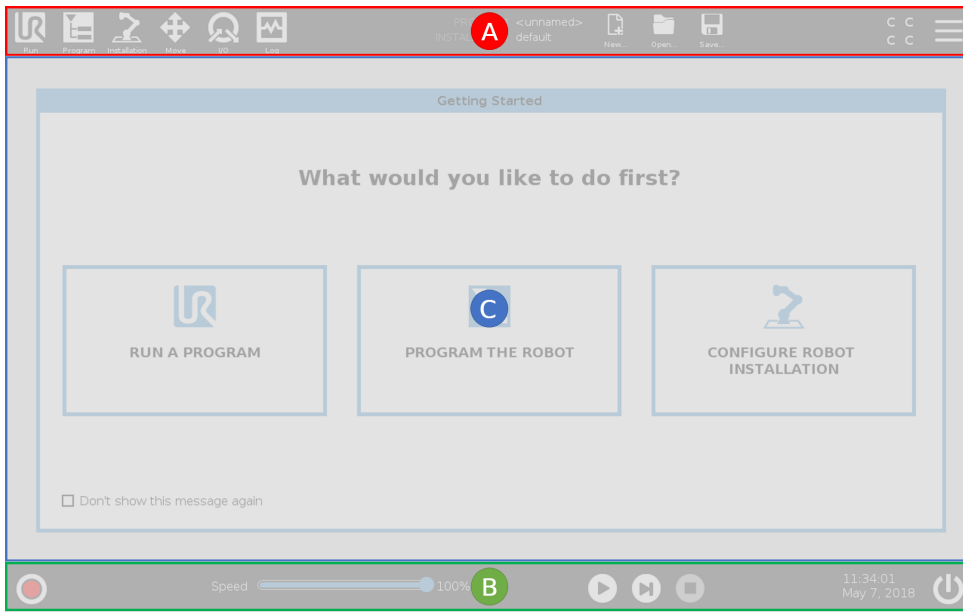 Run Program Installation Move I/O Log
A
<unnamed>
default
New... Open... Save...
C C
C C
Getting Started
What would you like to do first?
C
RUN A PROGRAM
PROGRAM THE ROBOT
CONFIGURE ROBOT
INSTALLATION
Don't show this message again
Speed 100% B
11:34:01
May 7, 2018